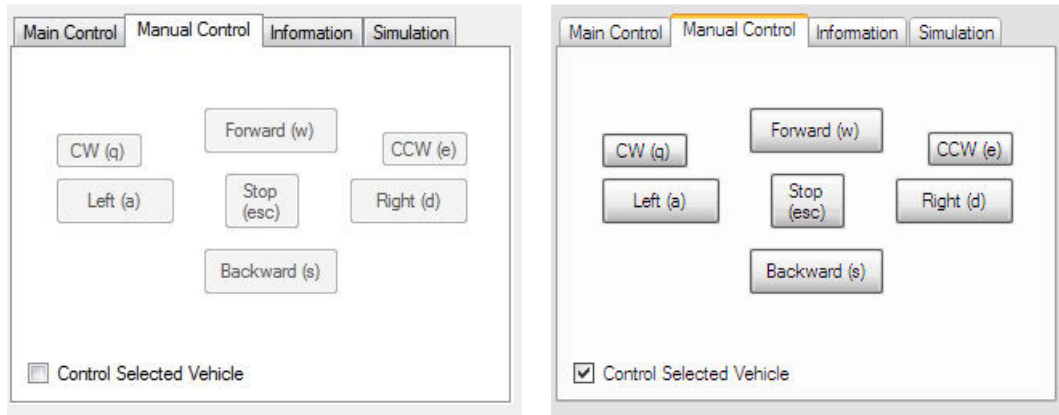 Main Control Manual Control Information Simulation
Forward (w)
CW (q)
CCW (e)
Left (a)
Stop
(esc)
Right (d)
Backward (s)
Control Selected Vehicle
Main Control Manual Control Information Simulation
Forward (w)
CW (q)
CCW (e)
Left (a)
Stop
(esc)
Right (d)
Backward (s)
Control Selected Vehicle